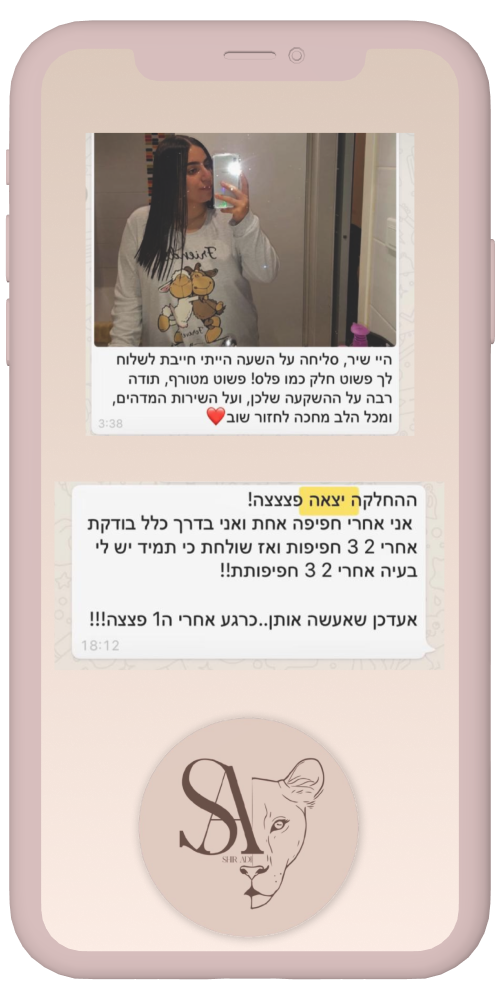 Friends
היי שיר, סליחה על השעה הייתי חייבת לשלוח
לך פשוט חלק כמו פלס! פשוט מטורף, תודה
רבה על ההשקעה שלכן, ועל השירות המדהים,
ומכל הלב מחכה לחזור שוב❤️
3:38
ההחלקה יצאה פצצצה!
אני אחרי חפיפה אחת ואני בדרך כלל בודקת
אחרי 2 3 חפיפות ואז שולחת כי תמיד יש לי
בעיה אחרי 2 3 חפיפותת!!
אעדכן שאעשה אותן..כרגע אחרי ה1 פצצה!!!
18:12
SA
SHIR ADI